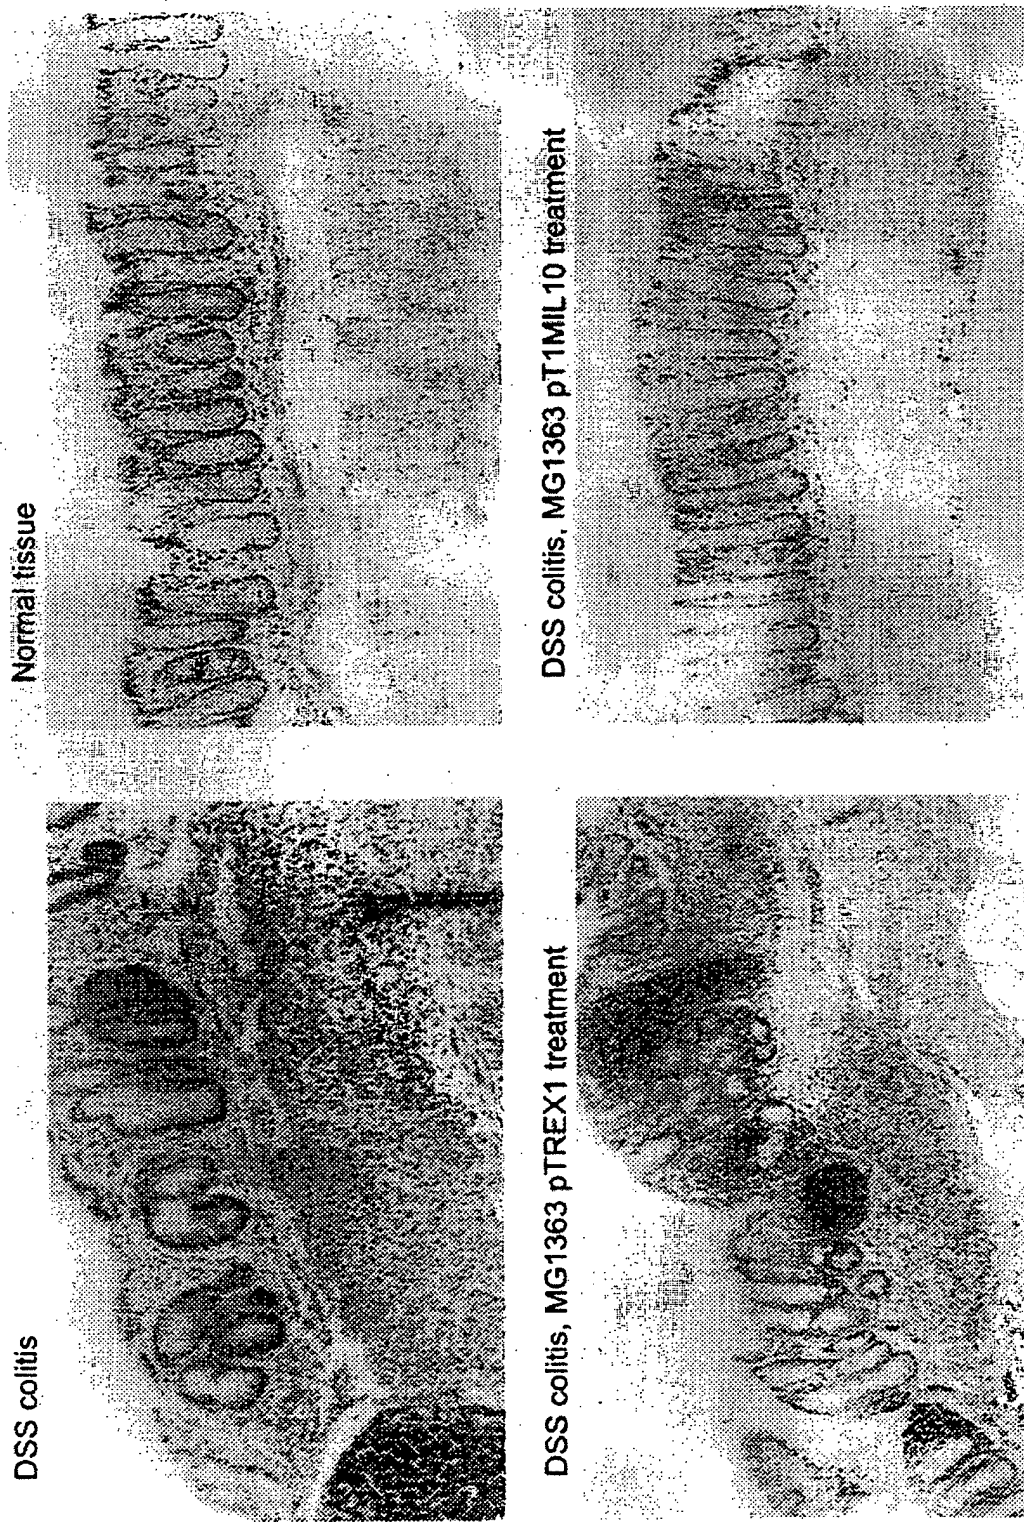 DSS colitis
Normal tissue
DSS colitis, MG1363 pTREX1 treatment
DSS colitis, MG1363 pT1MIL10 treatment